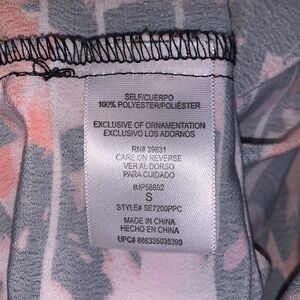 SELF/CUERPO
100% POLYESTER/POLIÉSTER
EXCLUSIVE OF ORNAMENTATION
EXCLUSIVO LOS ADORNOS
RN# 39831
CARE ON REVERSE
VER AL DORSO
PARA CUIDADO
IMP56862
S
STYLE# SE7200PPC
MADE IN CHINA
HECHO EN CHINA
UPC# 888335035399